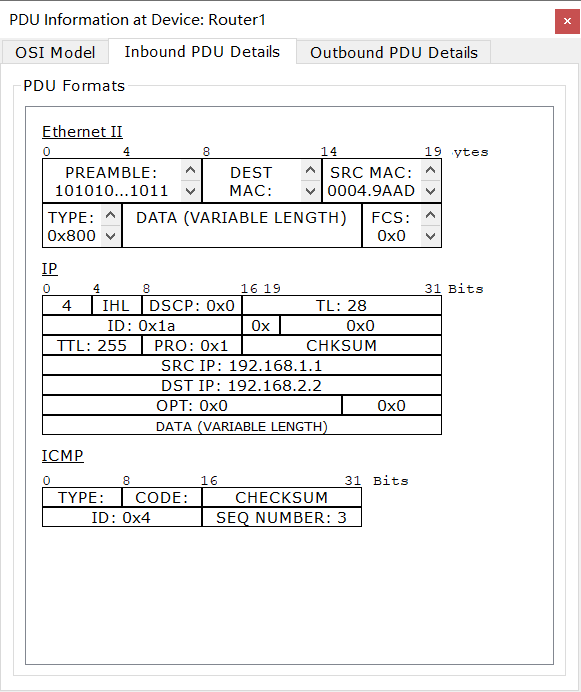 PDU Information at Device: Router1
OSI Model Inbound PDU Details Outbound PDU Details
PDU Formats
Ethernet II
0 4 8 14 19 ytes
PREAMBLE: 101010...1011
DEST MAC:
SRC MAC: 0004.9AAD
TYPE: 0x800
DATA (VARIABLE LENGTH)
FCS: 0x0
IP
0 4 8 16 19 31 Bits
4 IHL DSCP: 0x0 TL: 28
ID: 0x1a 0x 0x0
TTL: 255 PRO: 0x1 CHKSUM
SRC IP: 192.168.1.1
DST IP: 192.168.2.2
OPT: 0x0 0x0
DATA (VARIABLE LENGTH)
ICMP
0 8 16 31 Bits
TYPE: CODE: CHECKSUM
ID: 0x4 SEQ NUMBER: 3